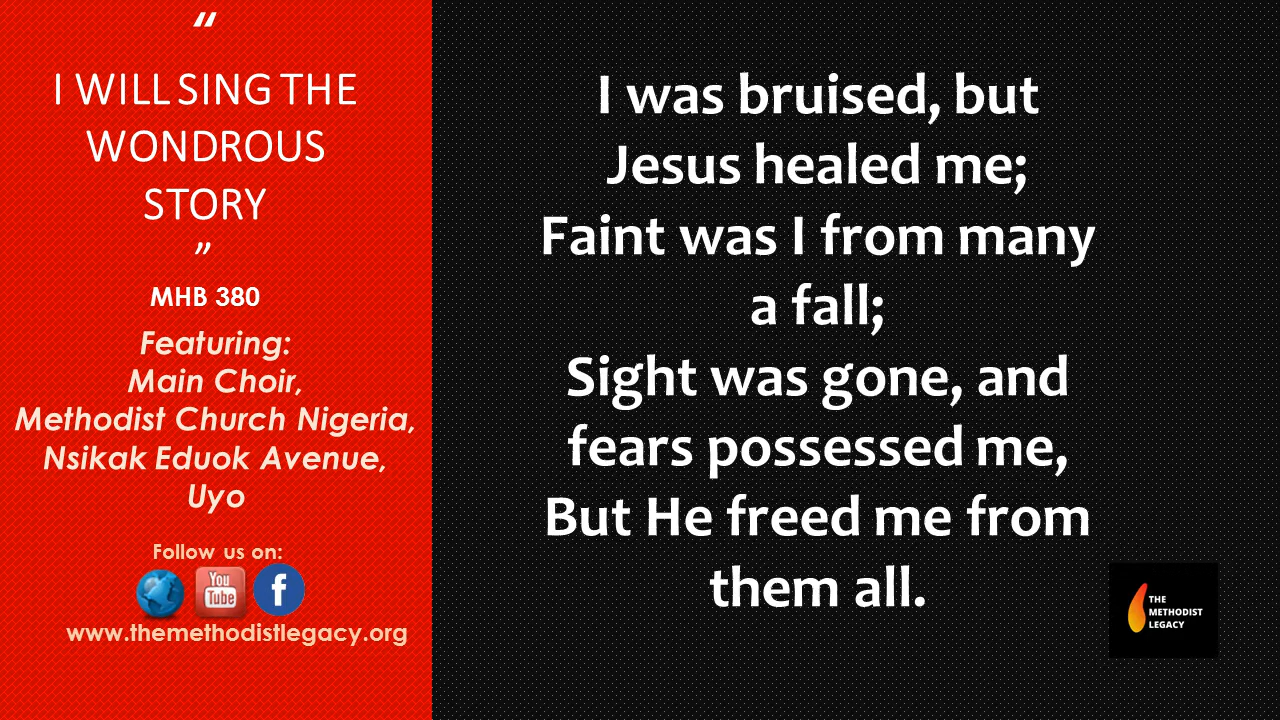 “
I WILL SING THE
WONDROUS
STORY
”
MHB 380
Featuring:
Main Choir,
Methodist Church Nigeria,
Nsikak Eduok Avenue,
Uyo
Follow us on:
You
Tube
f
www.themethodistlegacy.org
I was bruised, but
Jesus healed me;
Faint was I from many
a fall;
Sight was gone, and
fears possessed me,
But He freed me from
them all.
THE
METHODIST
LEGACY